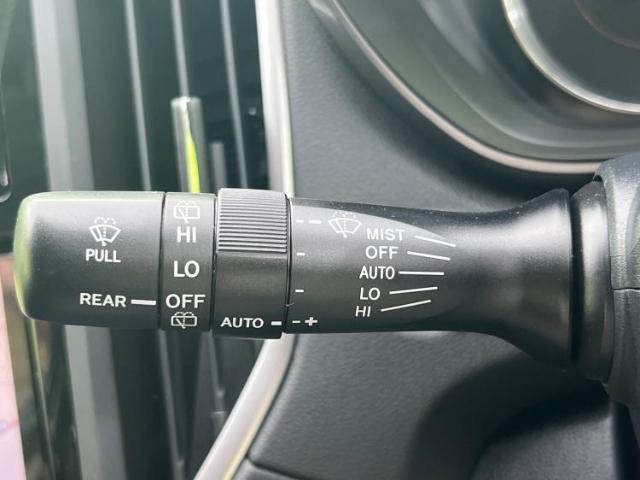 PULL
REAR
HI
LO
OFF
AUTO
- +
MIST
OFF
AUTO
LO
HI